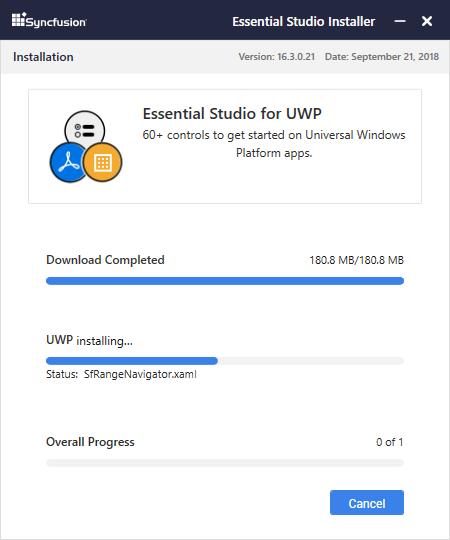 Syncfusion® Essential Studio Installer
Installation Version: 16.3.0.21 Date: September 21, 2018
Essential Studio for UWP
60+ controls to get started on Universal Windows
Platform apps.
Download Completed 180.8 MB/180.8 MB
UWP installing...
Status: SfRangeNavigator.xaml
Overall Progress 0 of 1
Cancel